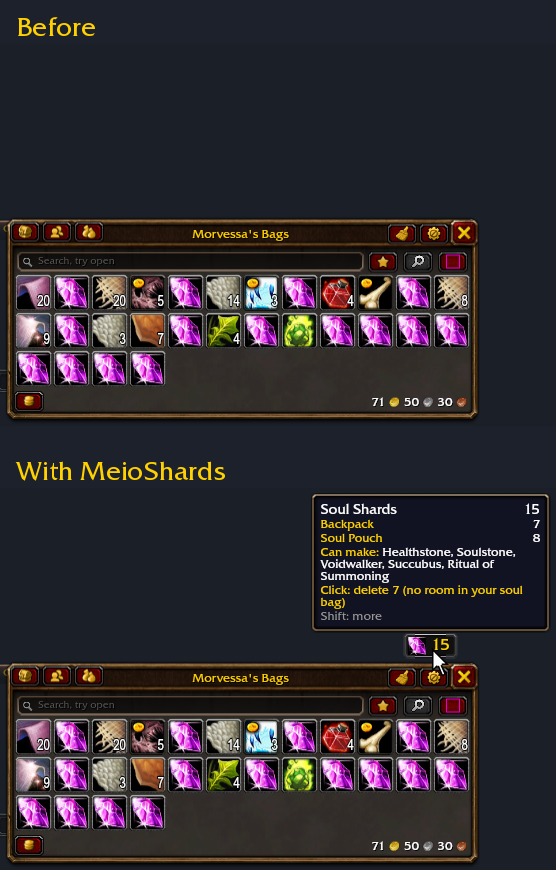 Before
Morvessa's Bags
Search, try open
20 20 5 14 3 4 8
9 3 7 4
71 50 30
With MeioShards
Soul Shards 15
Backpack 7
Soul Pouch 8
Can make: Healthstone, Soulstone,
Voidwalker, Succubus, Ritual of
Summoning
Click: delete 7 (no room in your soul
bag)
Shift: more
15
Morvessa's Bags
Search, try open
20 20 5 14 3 4 8
9 3 7 4
71 50 30